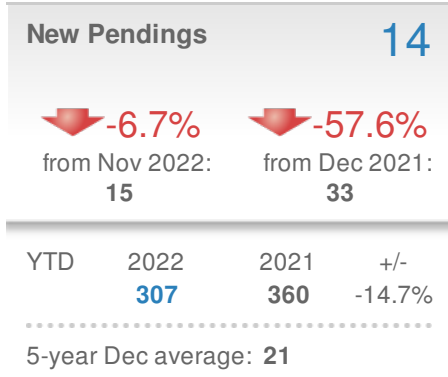 New Pendings 14
-6.7% -57.6%
from Nov 2022: from Dec 2021:
15 33
YTD 2022 2021 +/-
307 360 -14.7%
5-year Dec average: 21